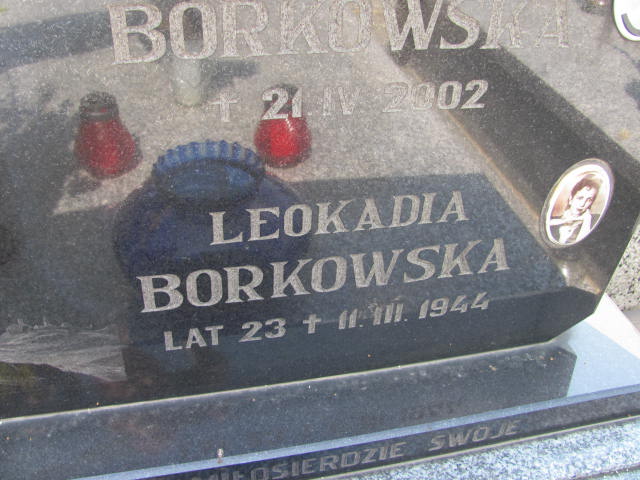 BORKOWSKA
+ 21 IV 2002
LEOKADIA
BORKOWSKA
LAT 23 + 11. III. 1944
MIŁOSIERDZIE SWOJE